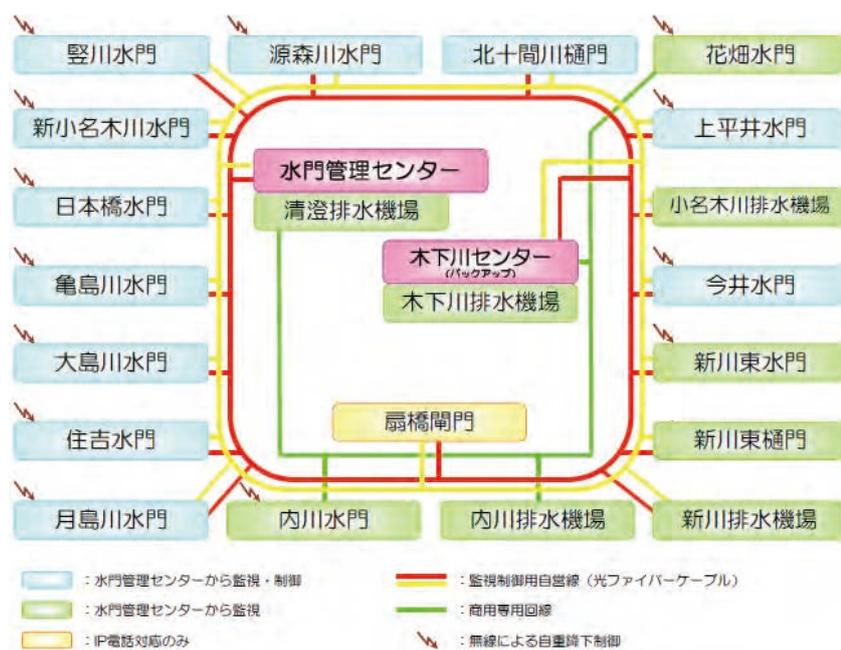 竪川水門
源森川水門
北十間川樋門
花畑水門
新小名木川水門
上平井水門
水門管理センター
清澄排水機場
日本橋水門
小名木川排水機場
木下川センター
(バックアップ)
木下川排水機場
亀島川水門
今井水門
大島川水門
新川東水門
扇橋閘門
住吉水門
新川東樋門
月島川水門
内川水門
内川排水機場
新川排水機場
:水門管理センターから監視・制御
:監視制御用自営線(光ファイバーケーブル)
:水門管理センターから監視
:商用専用回線
:IP電話対応のみ
:無線による自重降下制御